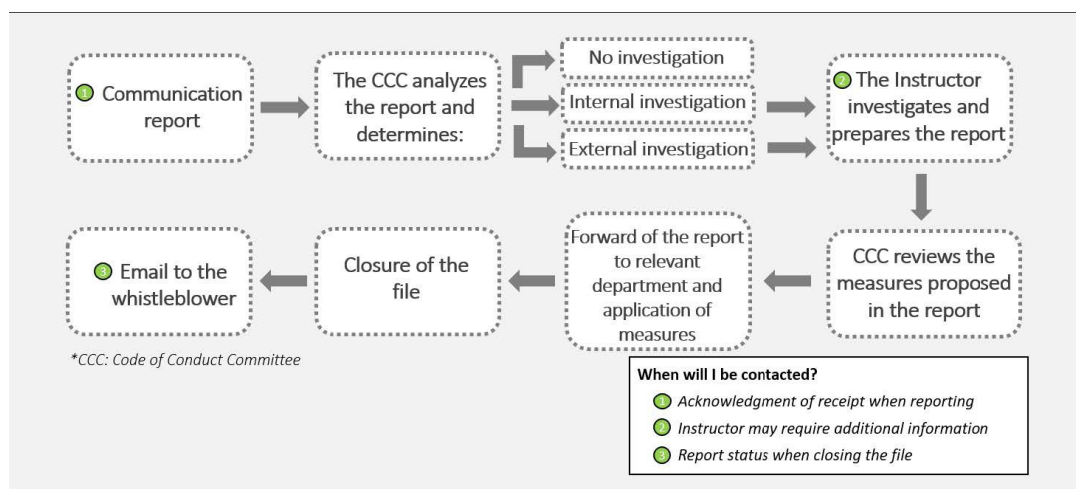 1 Communication
report
The CCC analyzes
the report and
determines:
No investigation
Internal investigation
External investigation
2 The Instructor
investigates and
prepares the report
CCC reviews the
measures proposed
in the report
Forward of the report
to relevant
department and
application of
measures
Closure of the
file
3 Email to the
whistleblower
*CCC: Code of Conduct Committee
When will I be contacted?
1 Acknowledgment of receipt when reporting
2 Instructor may require additional information
3 Report status when closing the file